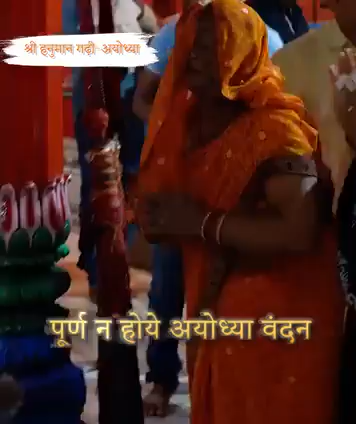 श्री हनुमान गढ़ी अयोध्या
पूर्ण न होये अयोध्या वंदन